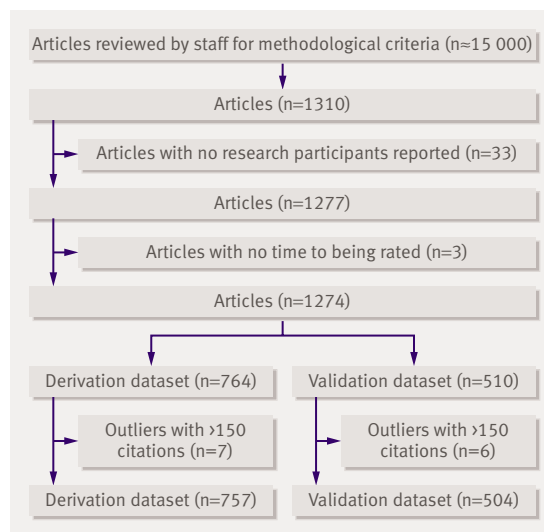 Articles reviewed by staff for methodological criteria (n≈15 000)
Articles (n=1310)
Articles with no research participants reported (n=33)
Articles (n=1277)
Articles with no time to being rated (n=3)
Articles (n=1274)
Derivation dataset (n=764)
Outliers with >150
citations (n=7)
Derivation dataset (n=757)
Validation dataset (n=510)
Outliers with >150
citations (n=6)
Validation dataset (n=504)